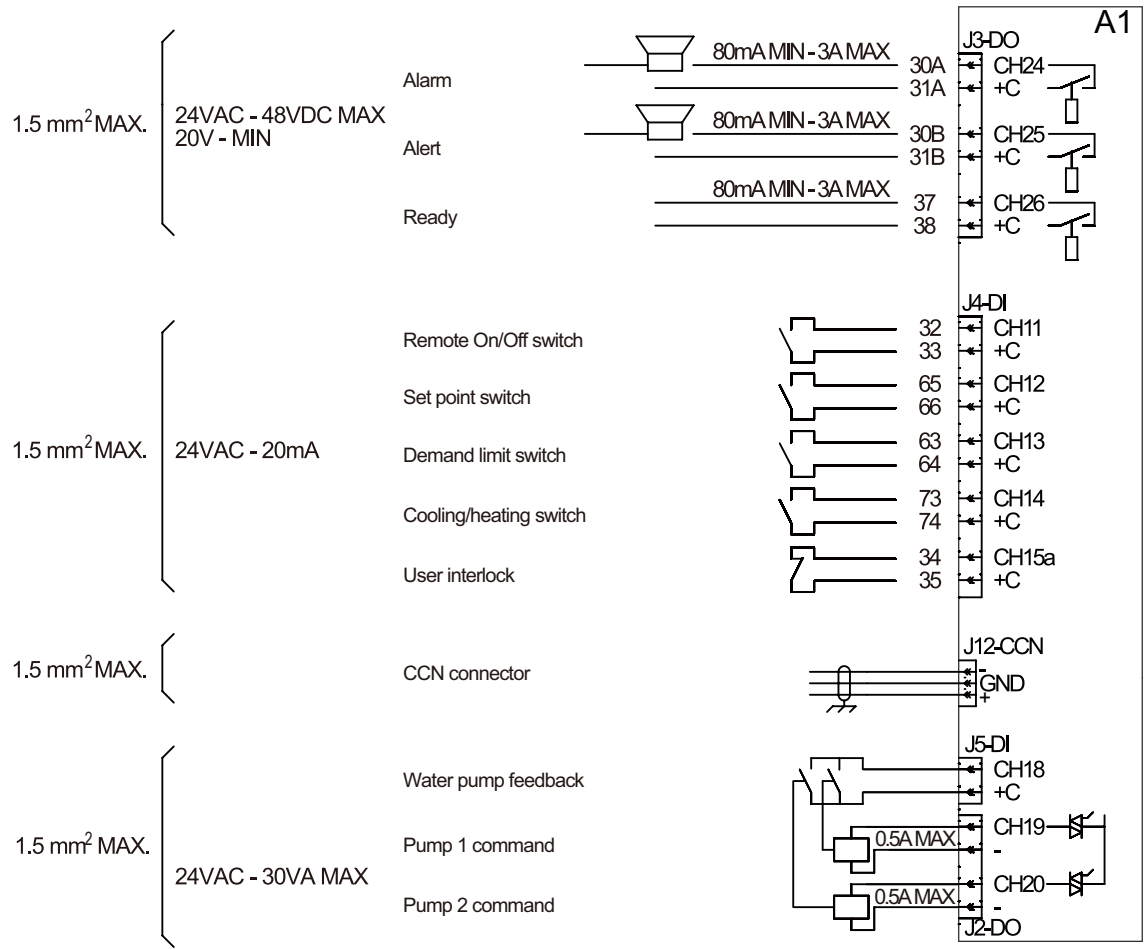 A1
J3-DO
1.5 mm² MAX.
24VAC - 48VDC MAX
20V - MIN
Alarm
80mA MIN - 3A MAX
30A CH24
31A +C
Alert
80mA MIN - 3A MAX
30B CH25
31B +C
Ready
80mA MIN - 3A MAX
37 CH26
38 +C
J4-DI
1.5 mm² MAX.
24VAC - 20mA
Remote On/Off switch
32 CH11
33 +C
Set point switch
65 CH12
66 +C
Demand limit switch
63 CH13
64 +C
Cooling/heating switch
73 CH14
74 +C
User interlock
34 CH15a
35 +C
J12-CCN
1.5 mm² MAX.
CCN connector
-
GND
+
J5-DI
1.5 mm² MAX.
24VAC - 30VA MAX
Water pump feedback
CH18
+C
Pump 1 command
0.5A MAX
CH19
-
Pump 2 command
0.5A MAX
CH20
-
J2-DO